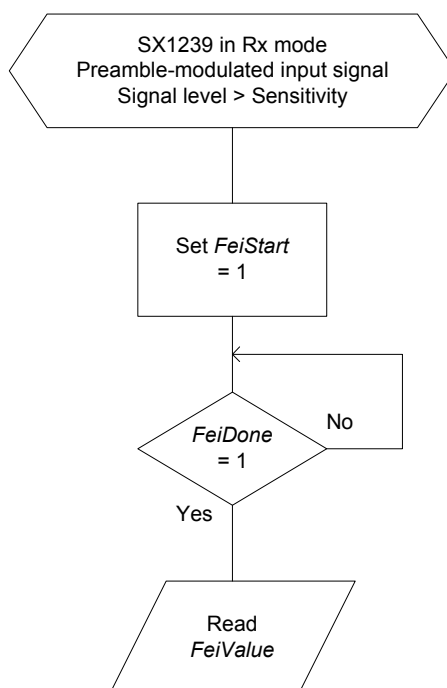 SX1239 in Rx mode
Preamble-modulated input signal
Signal level > Sensitivity
Set FeiStart
= 1
FeiDone
= 1
No
Yes
Read
FeiValue